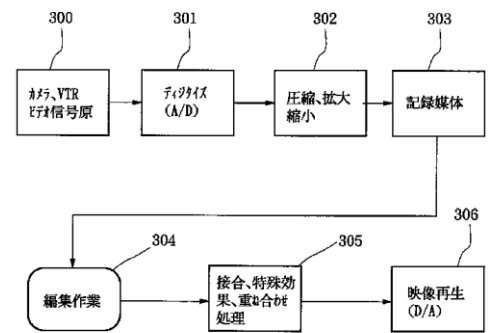 300
301
302
303
カメラ、VTR
ビデオ信号原
ディジタイズ
(A/D)
圧縮、拡大
縮小
記録媒体
304
305
306
編集作業
接合、特殊効
果、重ね合わせ
処理
映像再生
(D/A)